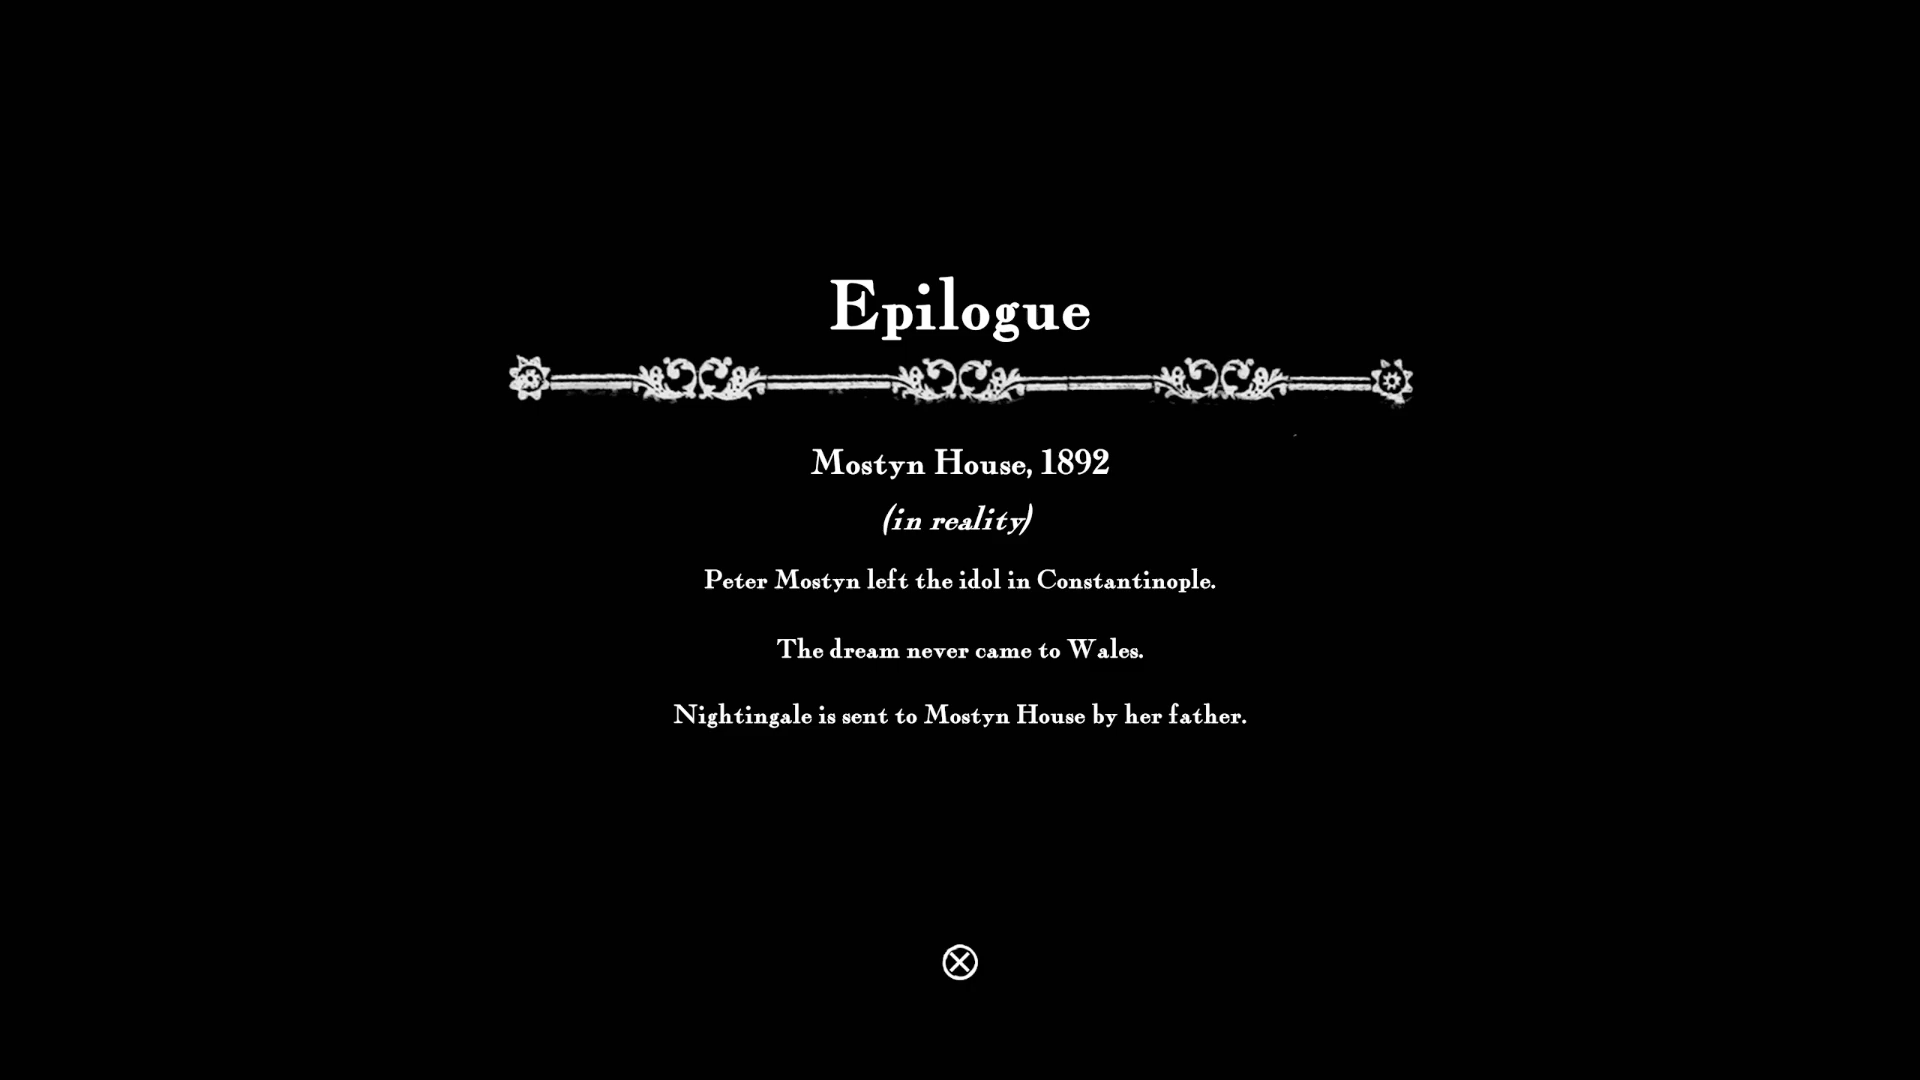 Epilogue
Mostyn House, 1892
(in reality)
Peter Mostyn left the idol in Constantinople.
The dream never came to Wales.
Nightingale is sent to Mostyn House by her father.